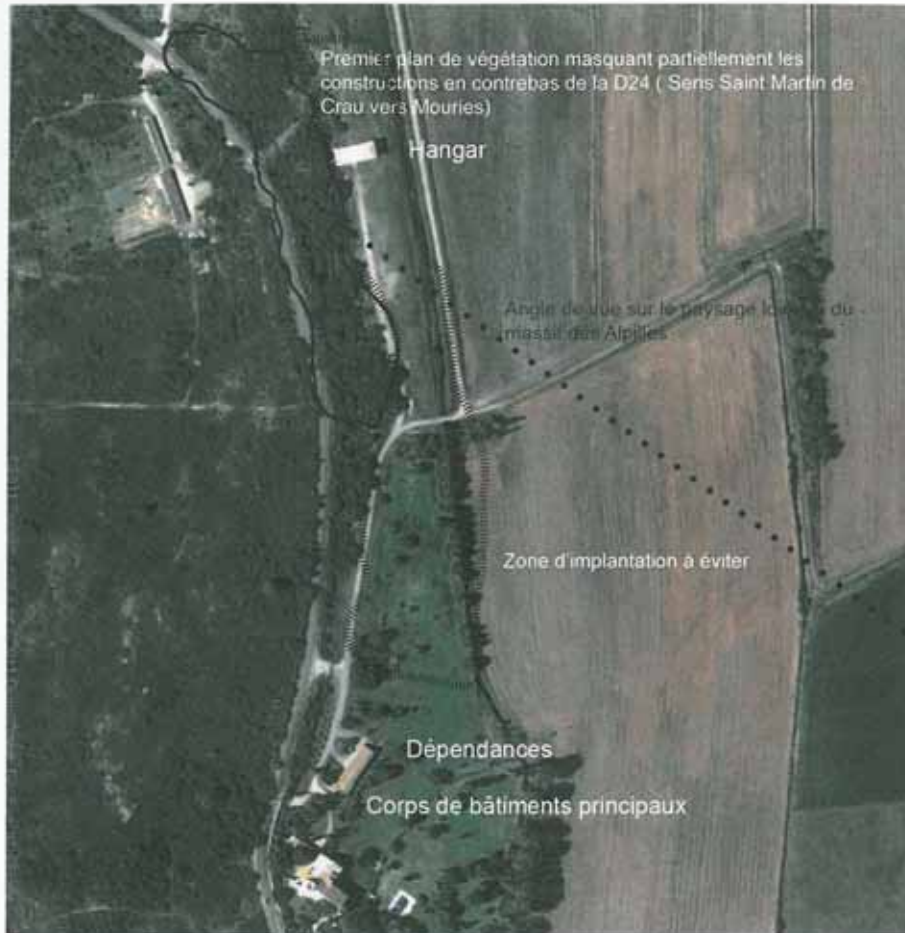 Premier plan de végétation masquant partiellement les
constructions en contrebas de la D24 ( Sens Saint Martin de
Crau vers Mouries)
Hangar
Angle de vue sur le paysage du
massif des Alpilles
Zone d'implantation à éviter
Dépendances
Corps de bâtiments principaux